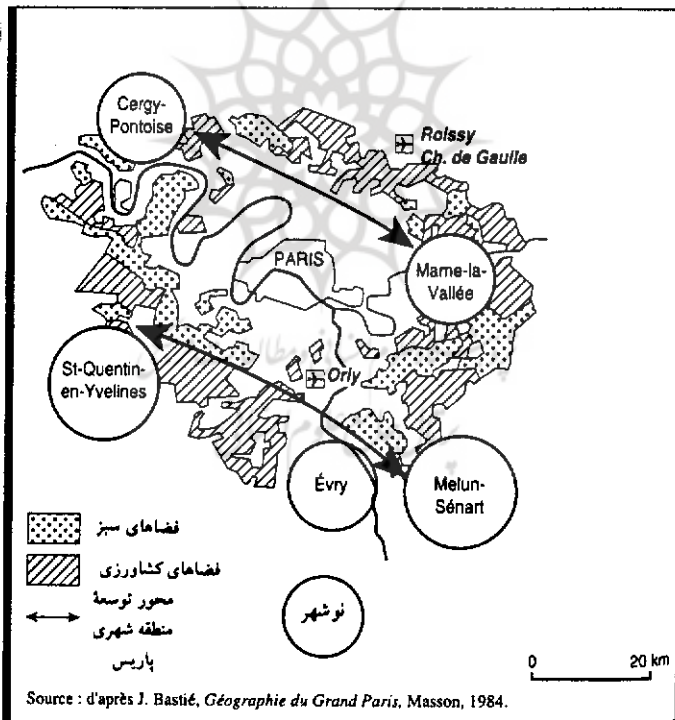 Cergy-
Pontoise
Roissy
Ch. de Gaulle
PARIS
Marne-la-
Vallée
St-Quentin-
en-Yvelines
Orly
Évry
Melun-
Sénart
فضاهای سبز
فضاهای کشاورزی
محور توسعهٔ
منطقه شهری
پاریس
نوشهر
0 20 km
Source : d'après J. Bastié, Géographie du Grand Paris, Masson, 1984.